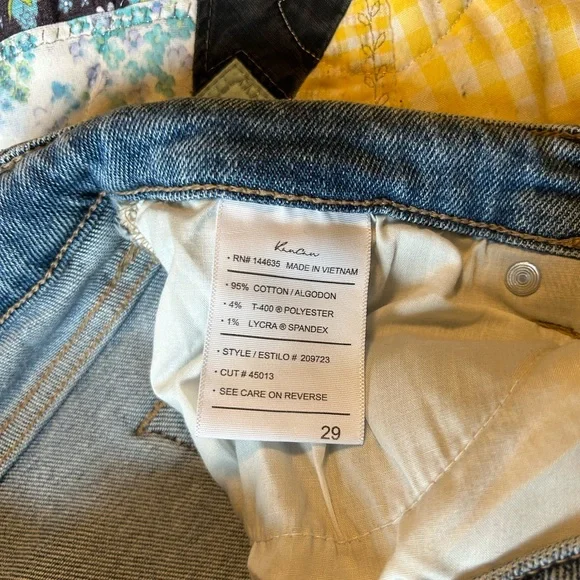 KanCan
• RN# 144635 MADE IN VIETNAM
• 95% COTTON / ALGODON
• 4% T-400 ® POLYESTER
• 1% LYCRA ® SPANDEX
• STYLE / ESTILO # 209723
• CUT # 45013
• SEE CARE ON REVERSE
29